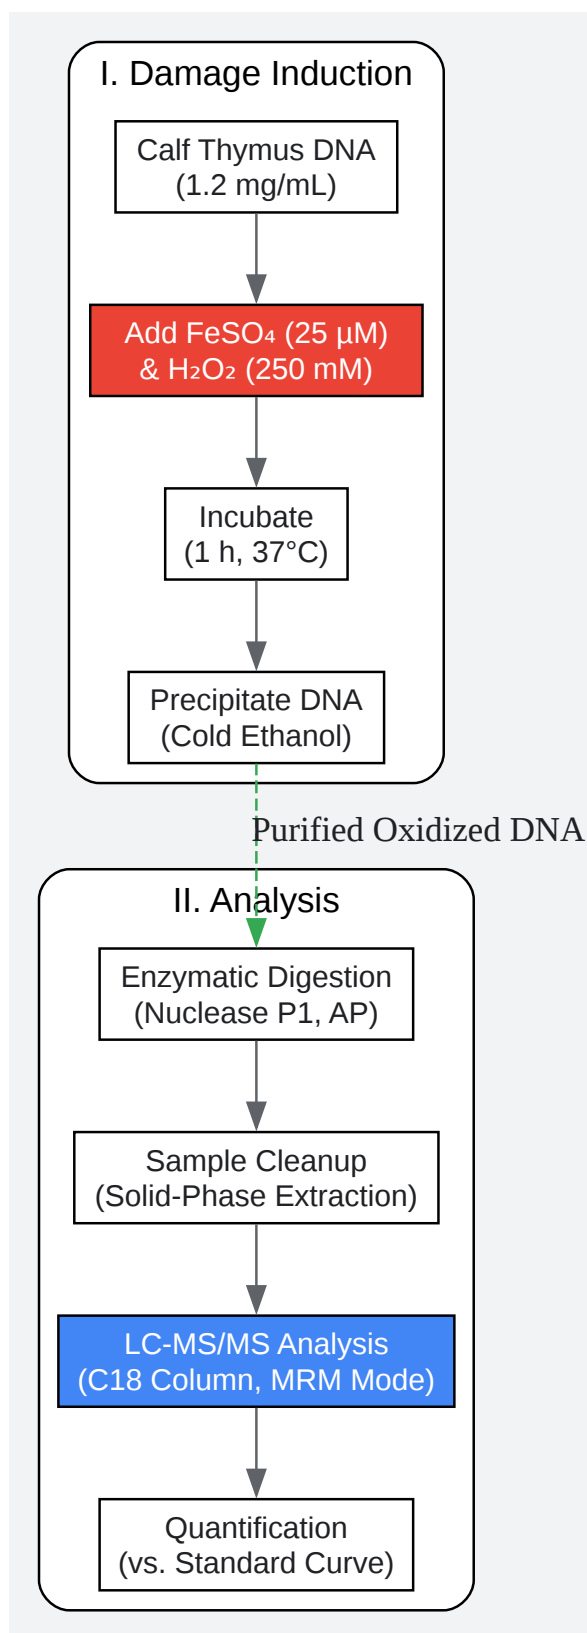 I. Damage Induction
Calf Thymus DNA
(1.2 mg/mL)
Add FeSO₄ (25 µM)
& H₂O₂ (250 mM)
Incubate
(1 h, 37°C)
Precipitate DNA
(Cold Ethanol)
Purified Oxidized DNA
II. Analysis
Enzymatic Digestion
(Nuclease P1, AP)
Sample Cleanup
(Solid-Phase Extraction)
LC-MS/MS Analysis
(C18 Column, MRM Mode)
Quantification
(vs. Standard Curve)